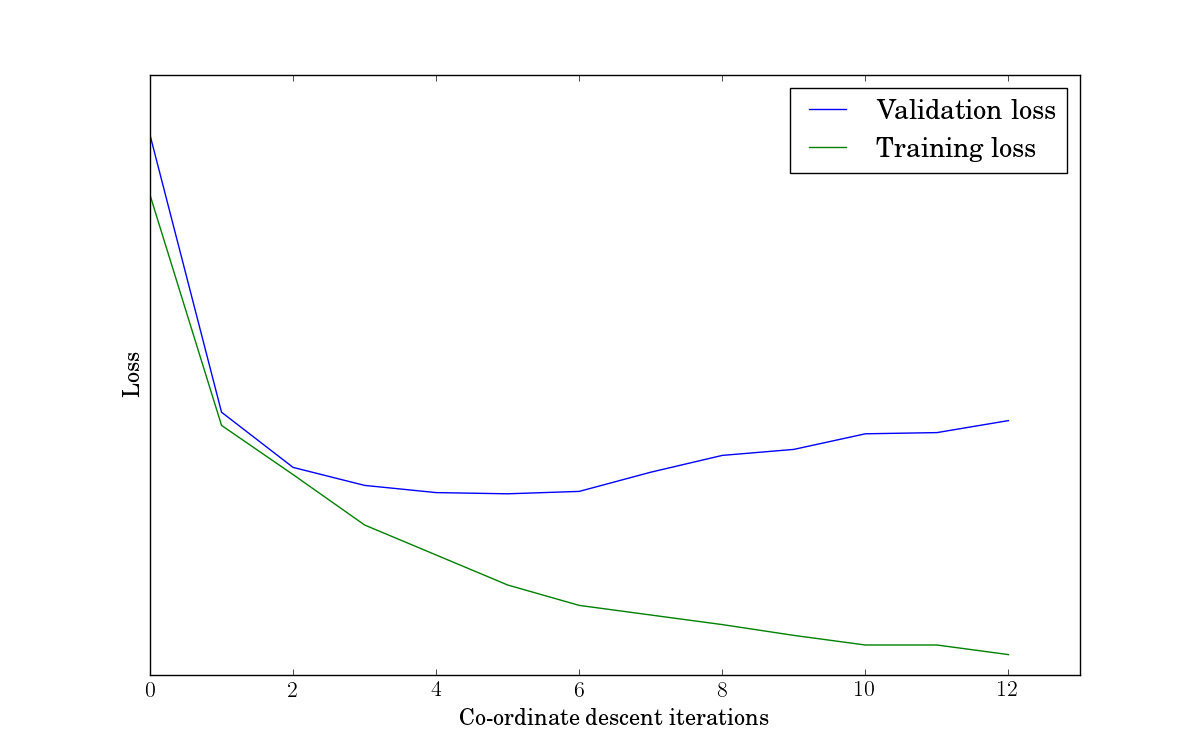 Validation loss
Training loss
Loss
0 2 4 6 8 10 12
Co-ordinate descent iterations